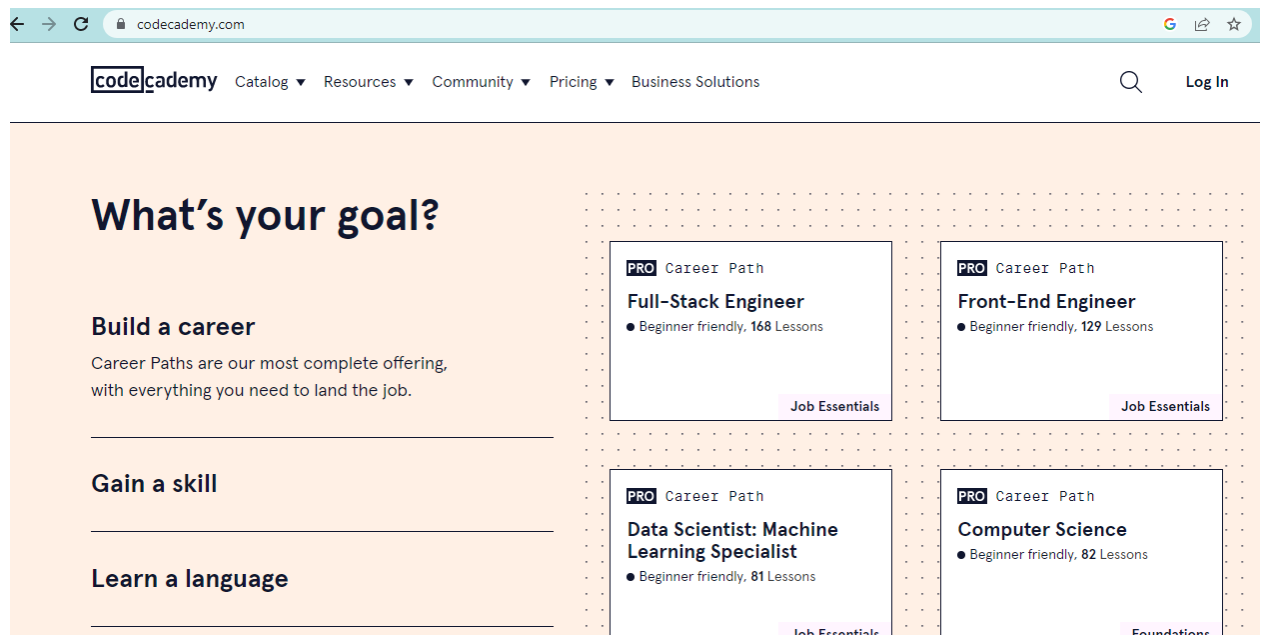 codecademy.com
codecademy Catalog Resources Community Pricing Business Solutions Log In
What's your goal?
Build a career
Career Paths are our most complete offering,
with everything you need to land the job.
Gain a skill
Learn a language
PRO Career Path
Full-Stack Engineer
Beginner friendly, 168 Lessons
Job Essentials
PRO Career Path
Front-End Engineer
Beginner friendly, 129 Lessons
Job Essentials
PRO Career Path
Data Scientist: Machine
Learning Specialist
Beginner friendly, 81 Lessons
Job Essentials
PRO Career Path
Computer Science
Beginner friendly, 82 Lessons
Foundations